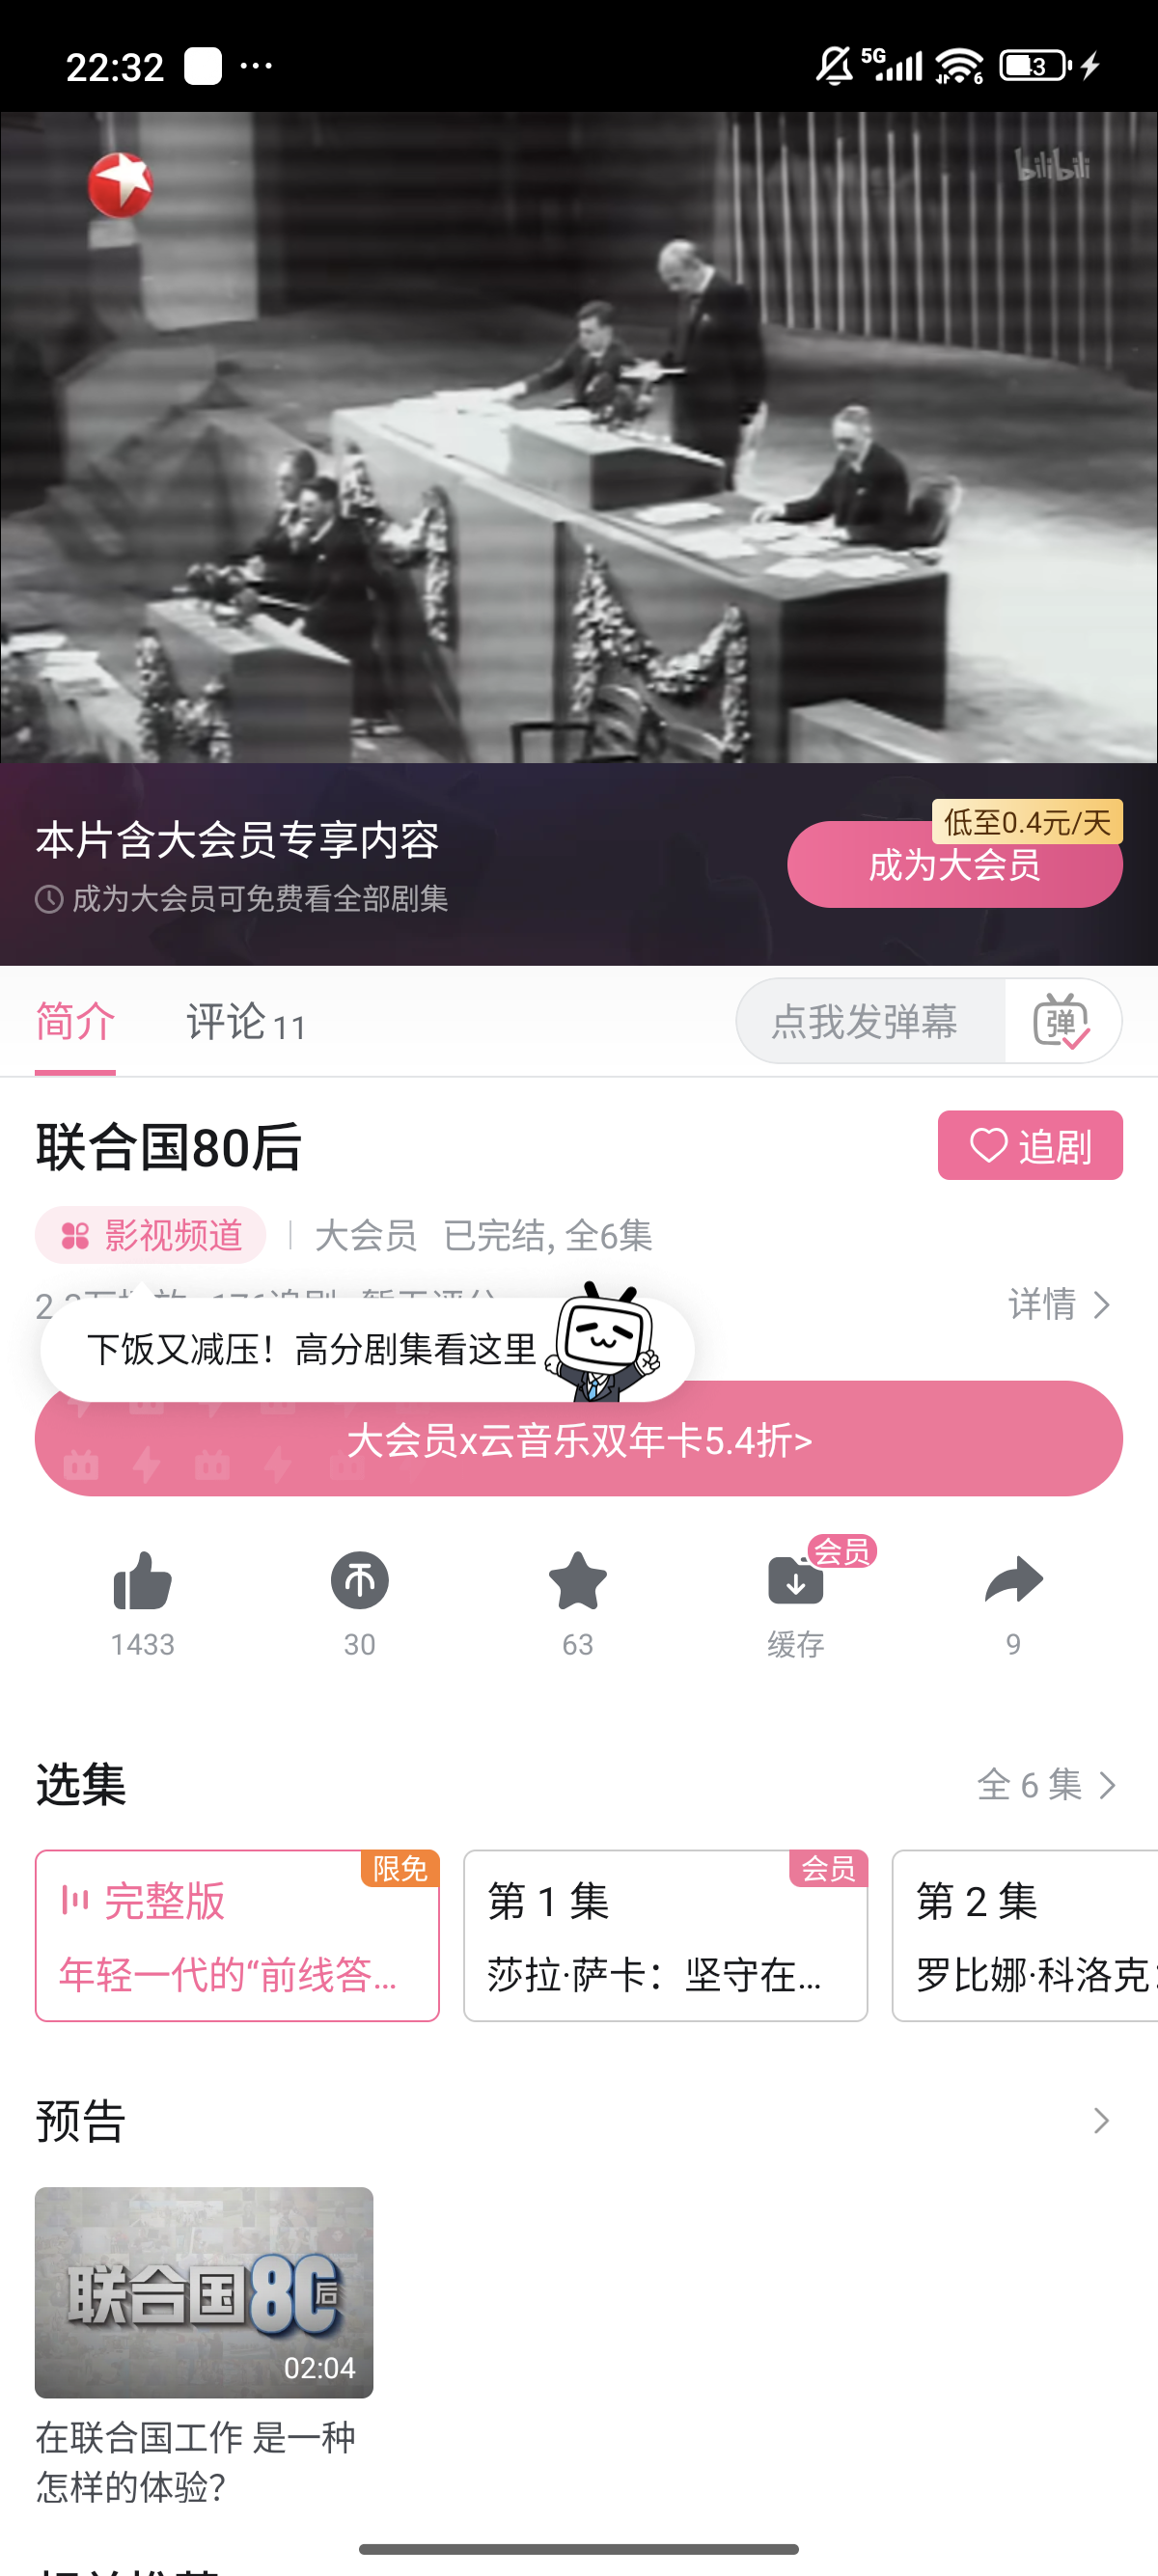 22:32
5G
6
43
bilibili
本片含大会员专享内容
成为大会员可免费看全部剧集
低至0.4元/天
成为大会员
简介
评论 11
点我发弹幕
弹
联合国80后
追剧
影视频道
大会员 已完结, 全6集
详情
下饭又减压！高分剧集看这里
大会员x云音乐双年卡5.4折>
会员
1433
30
63
缓存
9
选集
全 6 集
限免
完整版
年轻一代的“前线答...
会员
第 1 集
莎拉·萨卡：坚守在...
第 2 集
罗比娜·科洛克
预告
联合国80后
02:04
在联合国工作 是一种
怎样的体验？